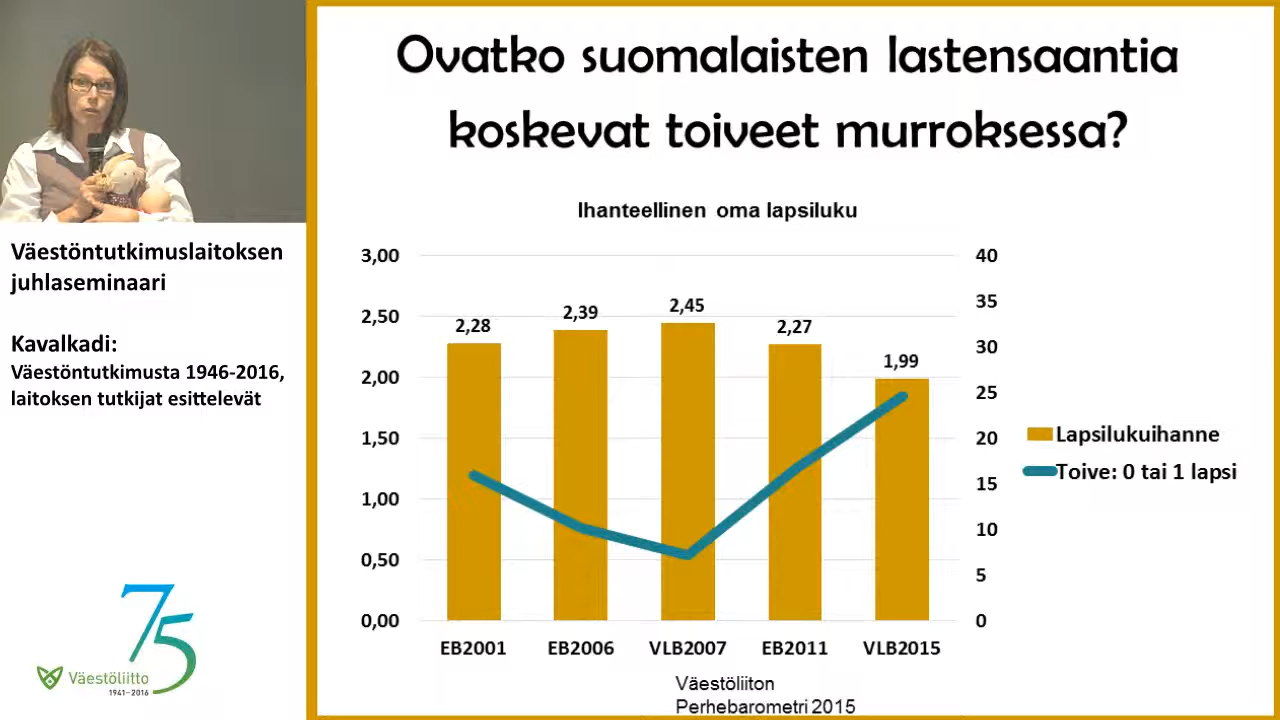 Ovatko suomalaisten lastensaantia
koskevat toiveet murroksessa?
Väestöntutkimuslaitoksen
juhlaseminaari
Kavalkadi:
Väestöntutkimusta 1946-2016,
laitoksen tutkijat esittelevät
75
Väestöliitto
1941–2016
Ihanteellinen oma lapsiluku
3,00
2,50
2,00
1,50
1,00
0,50
0,00
2,28
2,39
2,45
2,27
1,99
40
35
30
25
20
15
10
5
0
EB2001 EB2006 VLB2007 EB2011 VLB2015
Lapsilukuihanne
Toive: 0 tai 1 lapsi
Väestöliiton
Perhebarometri 2015